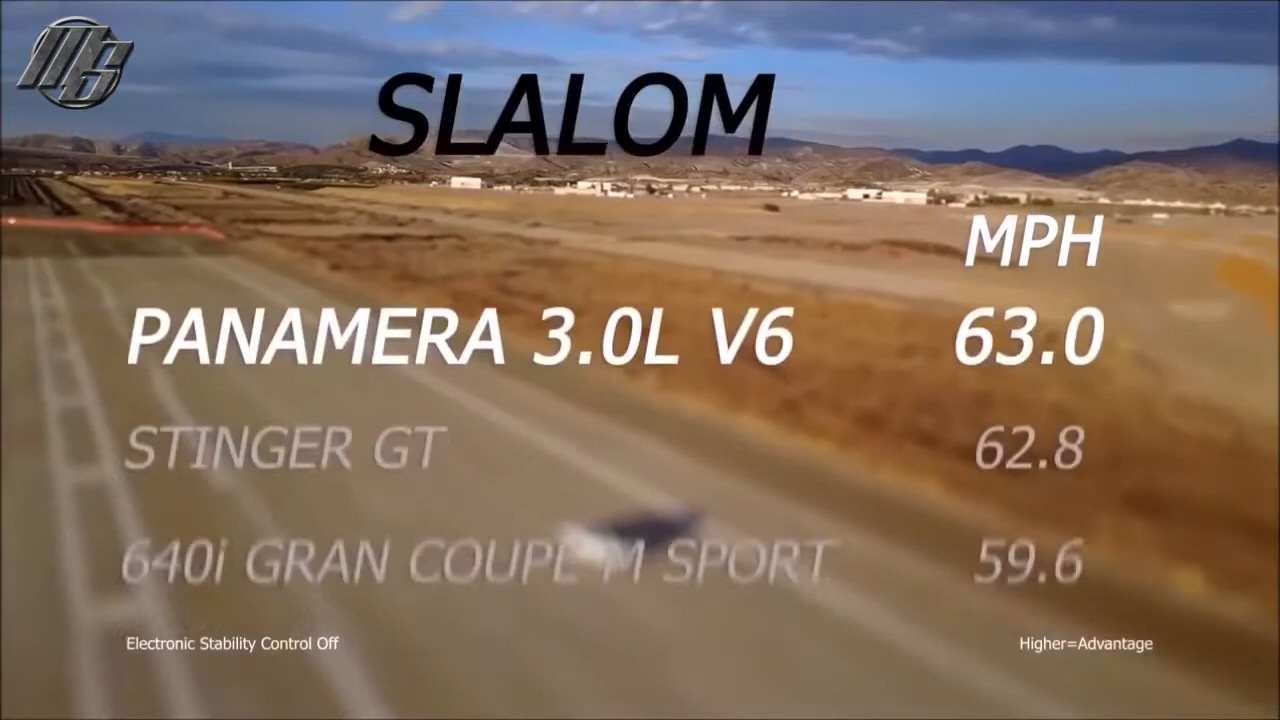 MG
SLALOM
MPH
PANAMERA 3.0L V6 63.0
STINGER GT 62.8
640i GRAN COUPE M SPORT 59.6
Electronic Stability Control Off Higher=Advantage